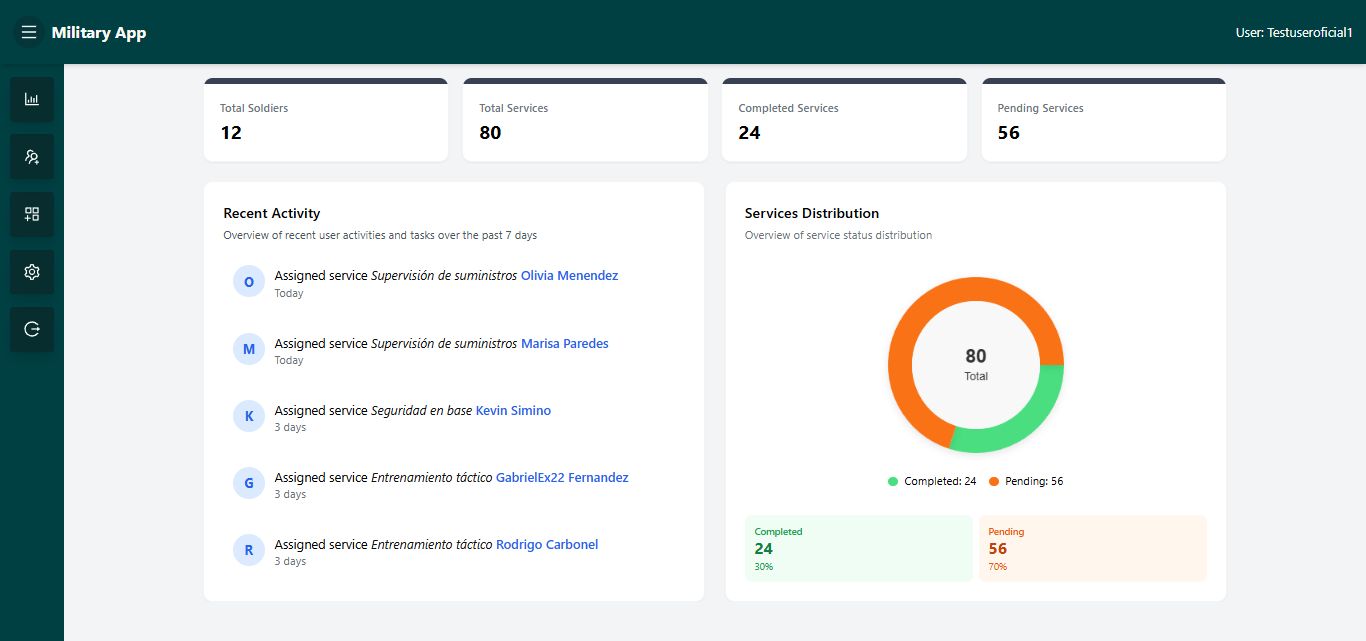 Military App
User: Testuseroficial1
Total Soldiers
12
Total Services
80
Completed Services
24
Pending Services
56
Recent Activity
Overview of recent user activities and tasks over the past 7 days
O
Assigned service Supervisión de suministros Olivia Menendez
Today
M
Assigned service Supervisión de suministros Marisa Paredes
Today
K
Assigned service Seguridad en base Kevin Simino
3 days
G
Assigned service Entrenamiento táctico GabrielEx22 Fernandez
3 days
R
Assigned service Entrenamiento táctico Rodrigo Carbonel
3 days
Services Distribution
Overview of service status distribution
80
Total
Completed: 24
Pending: 56
Completed
24
30%
Pending
56
70%